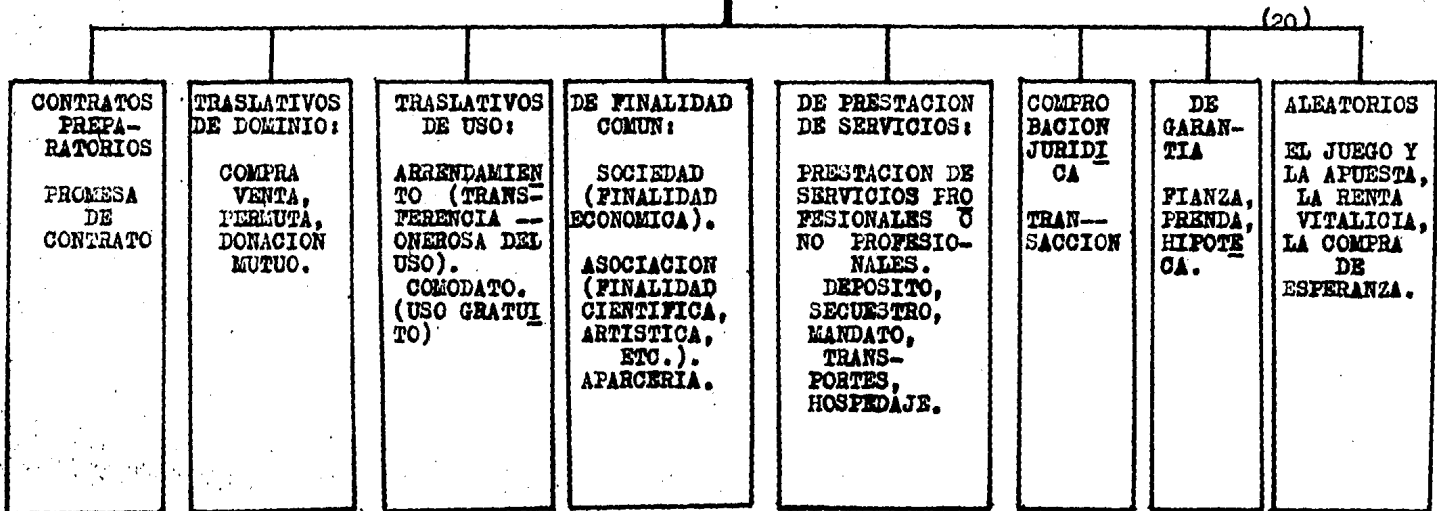 (20)
CONTRATOS
PREPA-
RATORIOS
PROMESA
DE
CONTRATO
TRASLATIVOS
DE DOMINIO:
COMPRA
VENTA,
PERMUTA,
DONACION
MUTUO.
TRASLATIVOS
DE USO:
ARRENDAMIEN
TO (TRANS-
FERENCIA --
ONEROSA DEL
USO).
COMODATO.
(USO GRATUI
TO)
DE FINALIDAD
COMUN:
SOCIEDAD
(FINALIDAD
ECONOMICA).
ASOCIACION
(FINALIDAD
CIENTIFICA,
ARTISTICA,
ETC.).
APARCERIA.
DE PRESTACION
DE SERVICIOS:
PRESTACION DE
SERVICIOS PRO
FESIONALES O
NO PROFESIO-
NALES.
DEPOSITO,
SECUESTRO,
MANDATO,
TRANS-
PORTES,
HOSPEDAJE.
COMPRO
BACION
JURIDI
CA
TRAN--
SACCION
DE
GARAN-
TIA
FIANZA,
PRENDA,
HIPOTE
CA.
ALEATORIOS
EL JUEGO Y
LA APUESTA,
LA RENTA
VITALICIA,
LA COMPRA
DE
ESPERANZA.